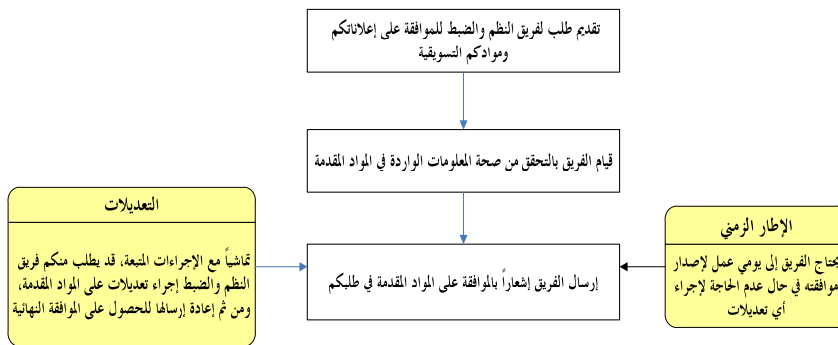 تقديم طلب لفريق النظم والضبط للموافقة على إعلاناتكم
وموادكم التسويقية
قيام الفريق بالتحقق من صحة المعلومات الواردة في المواد المقدمة
الإطار الزمني
يحتاج الفريق إلى يومي عمل لإصدار
موافقته في حال عدم الحاجة لإجراء
أي تعديلات
إرسال الفريق إشعاراً بالموافقة على المواد المقدمة في طلبكم
التعديلات
تماشياً مع الإجراءات المتبعة، قد يطلب منكم فريق
النظم والضبط إجراء تعديلات على المواد المقدمة،
ومن ثم إعادة إرسالها للحصول على الموافقة النهائية